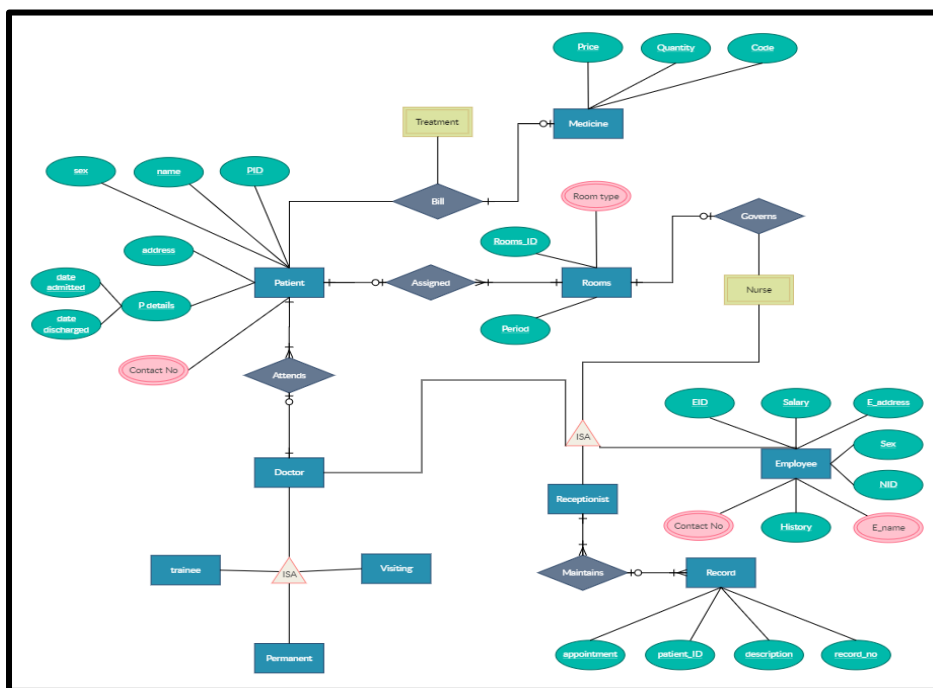 Price
Quantity
Code
Treatment
Medicine
sex
name
PID
Bill
Room type
Governs
Rooms_ID
address
date
admitted
Patient
Assigned
Rooms
Nurse
P details
date
discharged
Period
Contact No
Attends
EID
Salary
E_address
ISA
Sex
Doctor
Employee
NID
Receptionist
Contact No
History
E_name
trainee
ISA
Visiting
Maintains
Record
Permanent
appointment
patient_ID
description
record_no